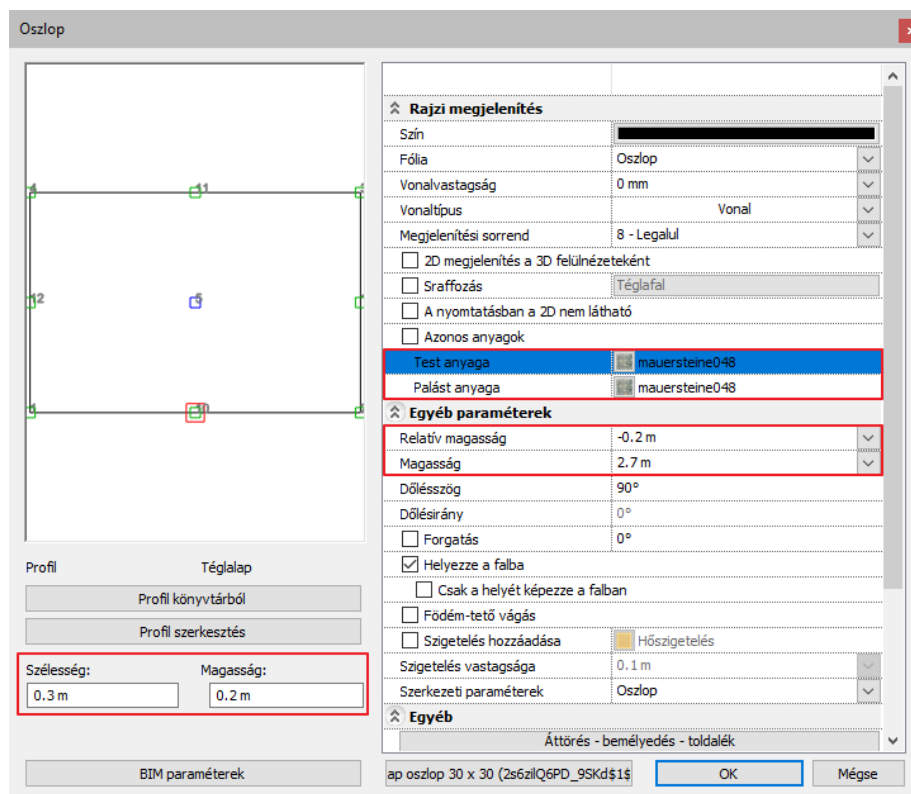 Oszlop
Rajzi megjelenítés
Szín
Fólia Oszlop
Vonalvastagság 0 mm
Vonaltípus Vonal
Megjelenítési sorrend 8 - Legalul
2D megjelenítés a 3D felülnézeteként
Sraffozás Téglafal
A nyomtatásban a 2D nem látható
Azonos anyagok
Test anyaga mauersteine048
Palást anyaga mauersteine048
Egyéb paraméterek
Relatív magasság -0.2 m
Magasság 2.7 m
Dőlésszög 90°
Dőlésirány 0°
Forgatás 0°
Helyezze a falba
Csak a helyét képezze a falban
Födém-tető vágás
Szigetelés hozzáadása Hőszigetelés
Szigetelés vastagsága 0.1 m
Szerkezeti paraméterek Oszlop
Egyéb
Áttörés - bemélyedés - toldalék
11
12
5
10
Profil Téglalap
Profil könyvtárból
Profil szerkesztés
Szélesség: Magasság:
0.3 m 0.2 m
BIM paraméterek
ap oszlop 30 x 30 (2s6zilQ6PD_9SKd$1$
OK
Mégse